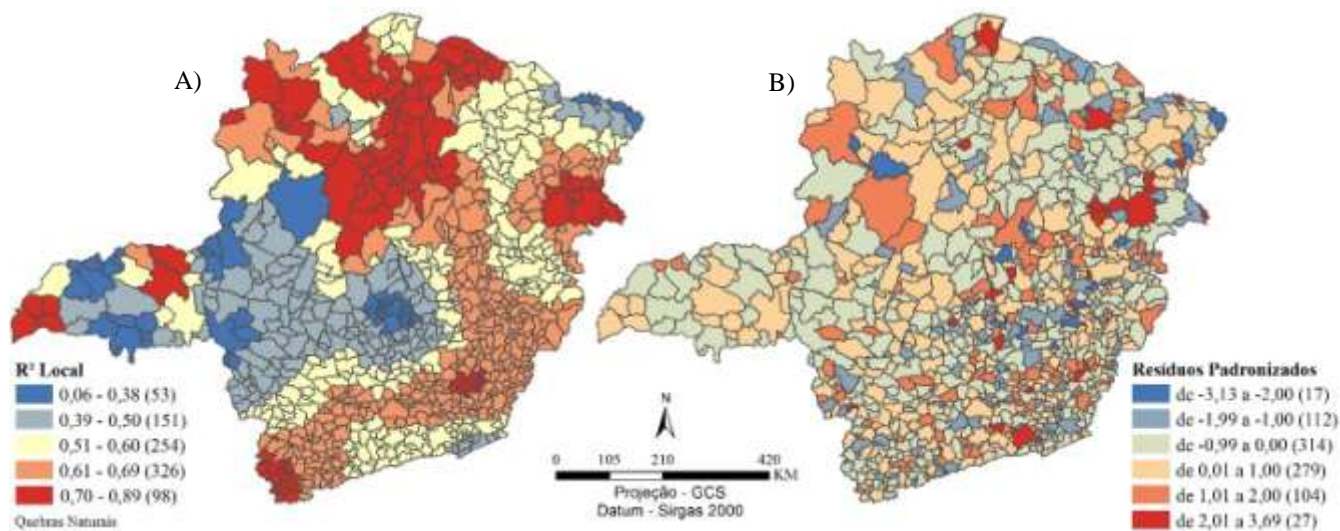 A)
B)
R² Local
0,06 - 0,38 (53)
0,39 - 0,50 (151)
0,51 - 0,60 (254)
0,61 - 0,69 (326)
0,70 - 0,89 (98)
Quebras Naturais
N
0 105 210 420
KM
Projeção - GCS
Datum - Sirgas 2000
Resíduos Padronizados
de -3,13 a -2,00 (17)
de -1,99 a -1,00 (112)
de -0,99 a 0,00 (314)
de 0,01 a 1,00 (279)
de 1,01 a 2,00 (104)
de 2,01 a 3,69 (27)